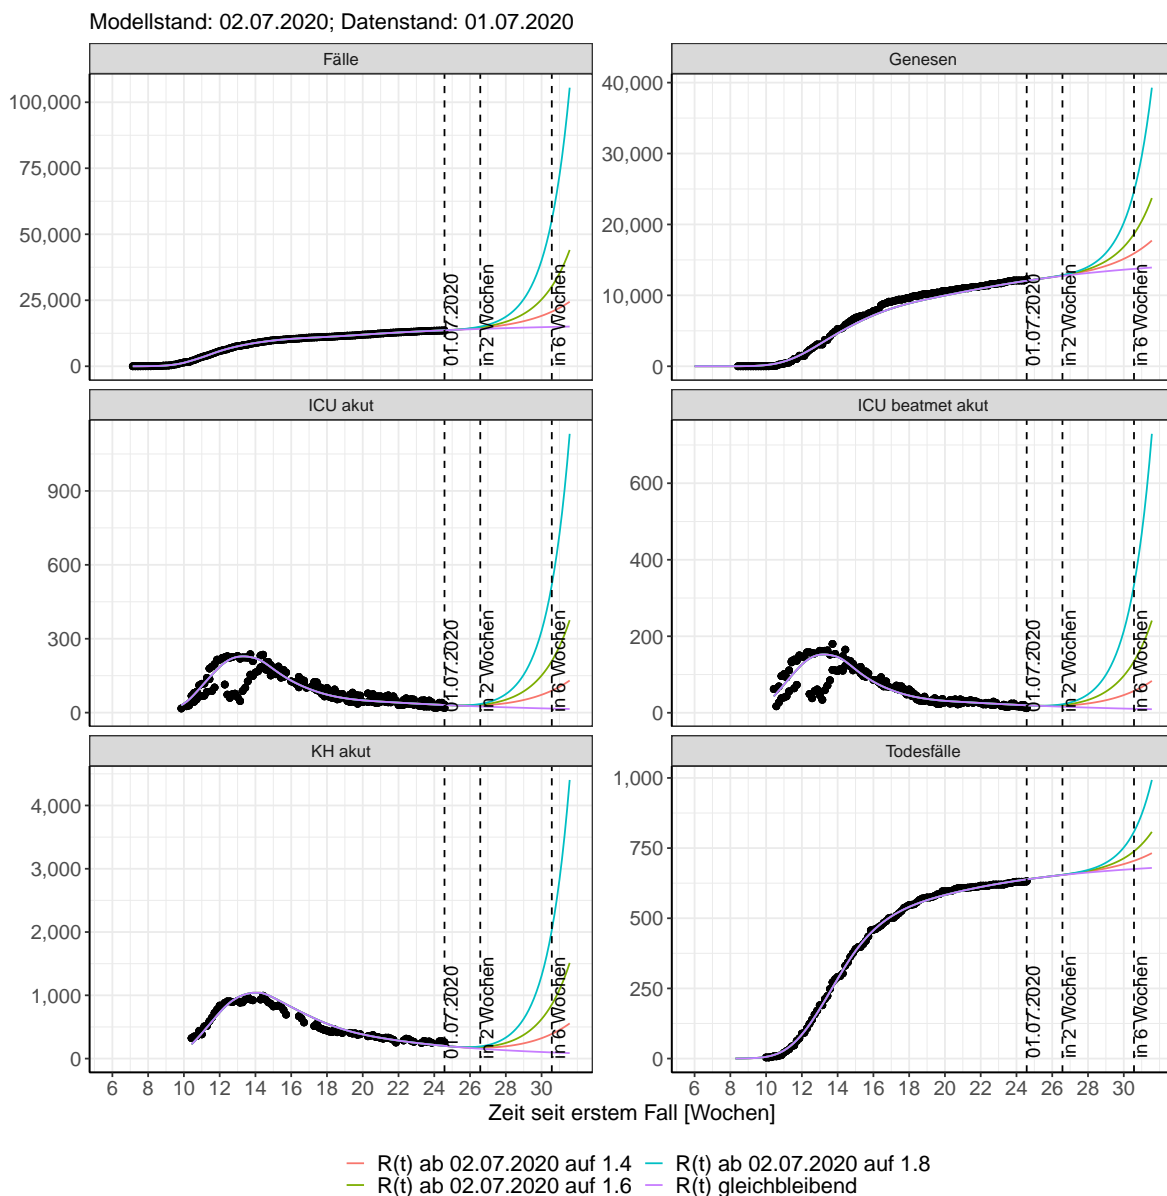 Modellstand: 02.07.2020; Datenstand: 01.07.2020
Fälle
100,000
75,000
50,000
25,000
0
01.07.2020
in 2 Wochen
in 6 Wochen
Genesen
40,000
30,000
20,000
10,000
0
01.07.2020
in 2 Wochen
in 6 Wochen
ICU akut
900
600
300
0
01.07.2020
in 2 Wochen
in 6 Wochen
ICU beatmet akut
600
400
200
0
01.07.2020
in 2 Wochen
in 6 Wochen
KH akut
4,000
3,000
2,000
1,000
0
01.07.2020
in 2 Wochen
in 6 Wochen
6 8 10 12 14 16 18 20 22 24 26 28 30
Todesfälle
1,000
750
500
250
0
01.07.2020
in 2 Wochen
in 6 Wochen
6 8 10 12 14 16 18 20 22 24 26 28 30
Zeit seit erstem Fall [Wochen]
R(t) ab 02.07.2020 auf 1.4 R(t) ab 02.07.2020 auf 1.8
R(t) ab 02.07.2020 auf 1.6 R(t) gleichbleibend